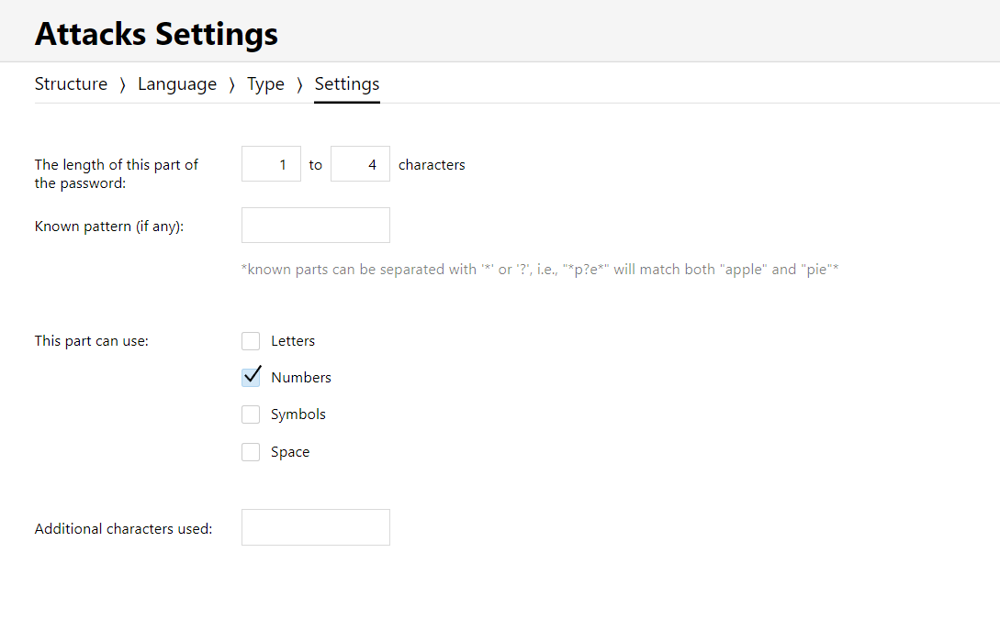 Attacks Settings
Structure 〉 Language 〉 Type 〉 Settings
The length of this part of
the password:
1 to 4 characters
Known pattern (if any):
*known parts can be separated with '*' or '?', i.e., "*p?e*" will match both "apple" and "pie"*
This part can use:
Letters
Numbers
Symbols
Space
Additional characters used: